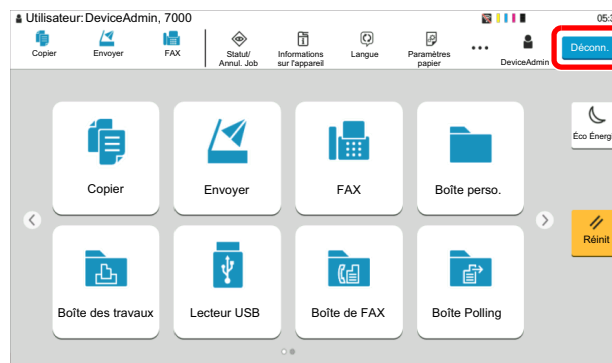 Utilisateur:DeviceAdmin, 7000
Copier
Envoyer
FAX
Statut/
Annul. Job
Informations
sur l'appareil
Langue
Paramètres
papier
DeviceAdmin
Déconn.
Éco Énerg
Copier
Envoyer
FAX
Boîte perso.
Réinit
Boîte des travaux
Lecteur USB
Boîte de FAX
Boîte Polling